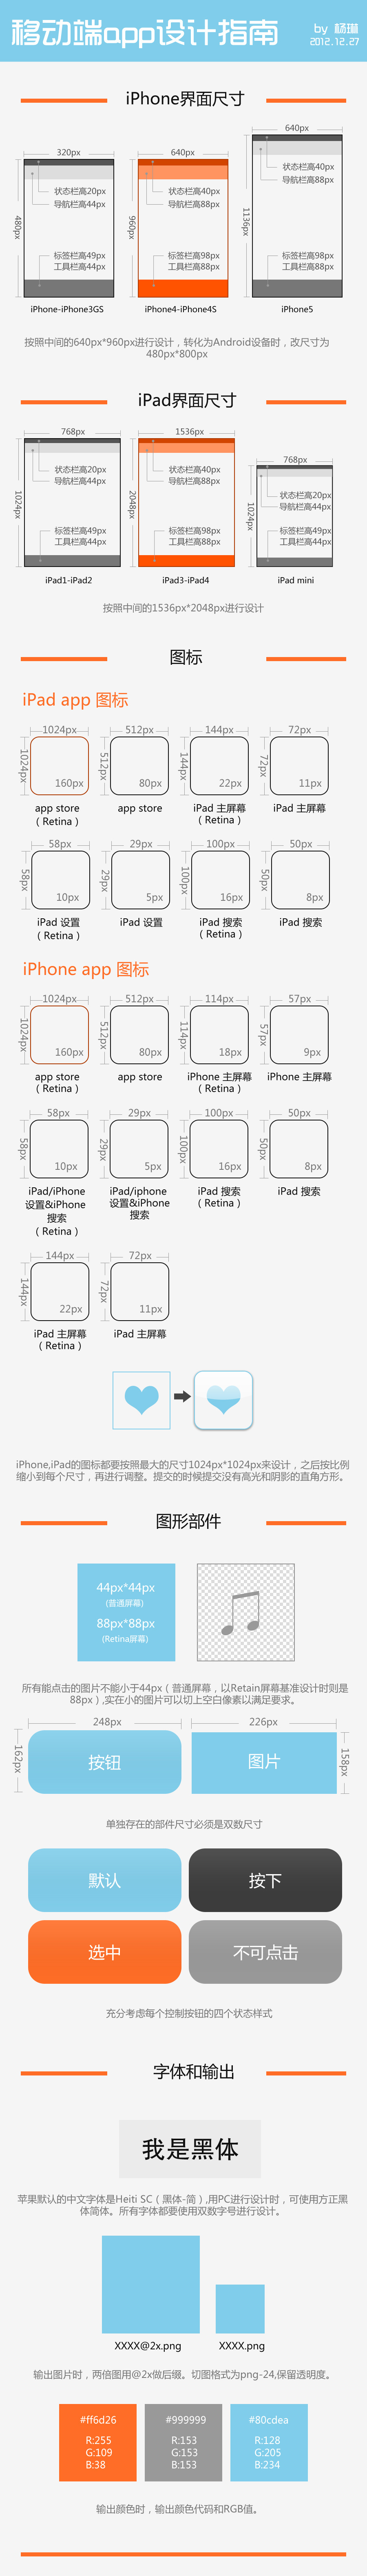 移动端app设计指南
by 杨琳
2012.12.27
iPhone界面尺寸
320px
640px
640px
480px
960px
1136px
状态栏高20px
导航栏高44px
标签栏高49px
工具栏高44px
状态栏高40px
导航栏高88px
标签栏高98px
工具栏高88px
状态栏高40px
导航栏高88px
标签栏高98px
工具栏高88px
iPhone-iPhone3GS
iPhone4-iPhone4S
iPhone5
按照中间的640px*960px进行设计，转化为Android设备时，改尺寸为
480px*800px
iPad界面尺寸
768px
1536px
768px
1024px
2048px
1024px
状态栏高20px
导航栏高44px
标签栏高49px
工具栏高44px
状态栏高40px
导航栏高88px
标签栏高98px
工具栏高88px
状态栏高20px
导航栏高44px
标签栏高49px
工具栏高44px
iPad1-iPad2
iPad3-iPad4
iPad mini
按照中间的1536px*2048px进行设计
图标
iPad app 图标
1024px
512px
144px
72px
1024px
512px
144px
72px
160px
80px
22px
11px
app store
（Retina）
app store
iPad 主屏幕
（Retina）
iPad 主屏幕
58px
29px
100px
50px
58px
29px
100px
50px
10px
5px
16px
8px
iPad 设置
（Retina）
iPad 设置
iPad 搜索
（Retina）
iPad 搜索
iPhone app 图标
1024px
512px
114px
57px
1024px
512px
114px
57px
160px
80px
18px
9px
app store
（Retina）
app store
iPhone 主屏幕
（Retina）
iPhone 主屏幕
58px
29px
100px
50px
58px
29px
100px
50px
10px
5px
16px
8px
iPad/iPhone
设置&iPhone
搜索
（Retina）
iPad/iphone
设置&iPhone
搜索
iPad 搜索
（Retina）
iPad 搜索
144px
72px
144px
72px
22px
11px
iPad 主屏幕
（Retina）
iPad 主屏幕
iPhone,iPad的图标都要按照最大的尺寸1024px*1024px来设计，之后按比例
缩小到每个尺寸，再进行调整。提交的时候提交没有高光和阴影的直角方形。
图形部件
44px*44px
(普通屏幕)
88px*88px
(Retina屏幕)
所有能点击的图片不能小于44px（普通屏幕，以Retain屏幕基准设计时则是
88px）,实在小的图片可以切上空白像素以满足要求。
248px
226px
162px
158px
按钮
图片
单独存在的部件尺寸必须是双数尺寸
默认
按下
选中
不可点击
充分考虑每个控制按钮的四个状态样式
字体和输出
我是黑体
苹果默认的中文字体是Heiti SC（黑体-简）,用PC进行设计时，可使用方正黑
体简体。所有字体都要使用双数字号进行设计。
XXXX@2x.png
XXXX.png
输出图片时，两倍图用@2x做后缀。切图格式为png-24,保留透明度。
#ff6d26
R:255
G:109
B:38
#999999
R:153
G:153
B:153
#80cdea
R:128
G:205
B:234
输出颜色时，输出颜色代码和RGB值。